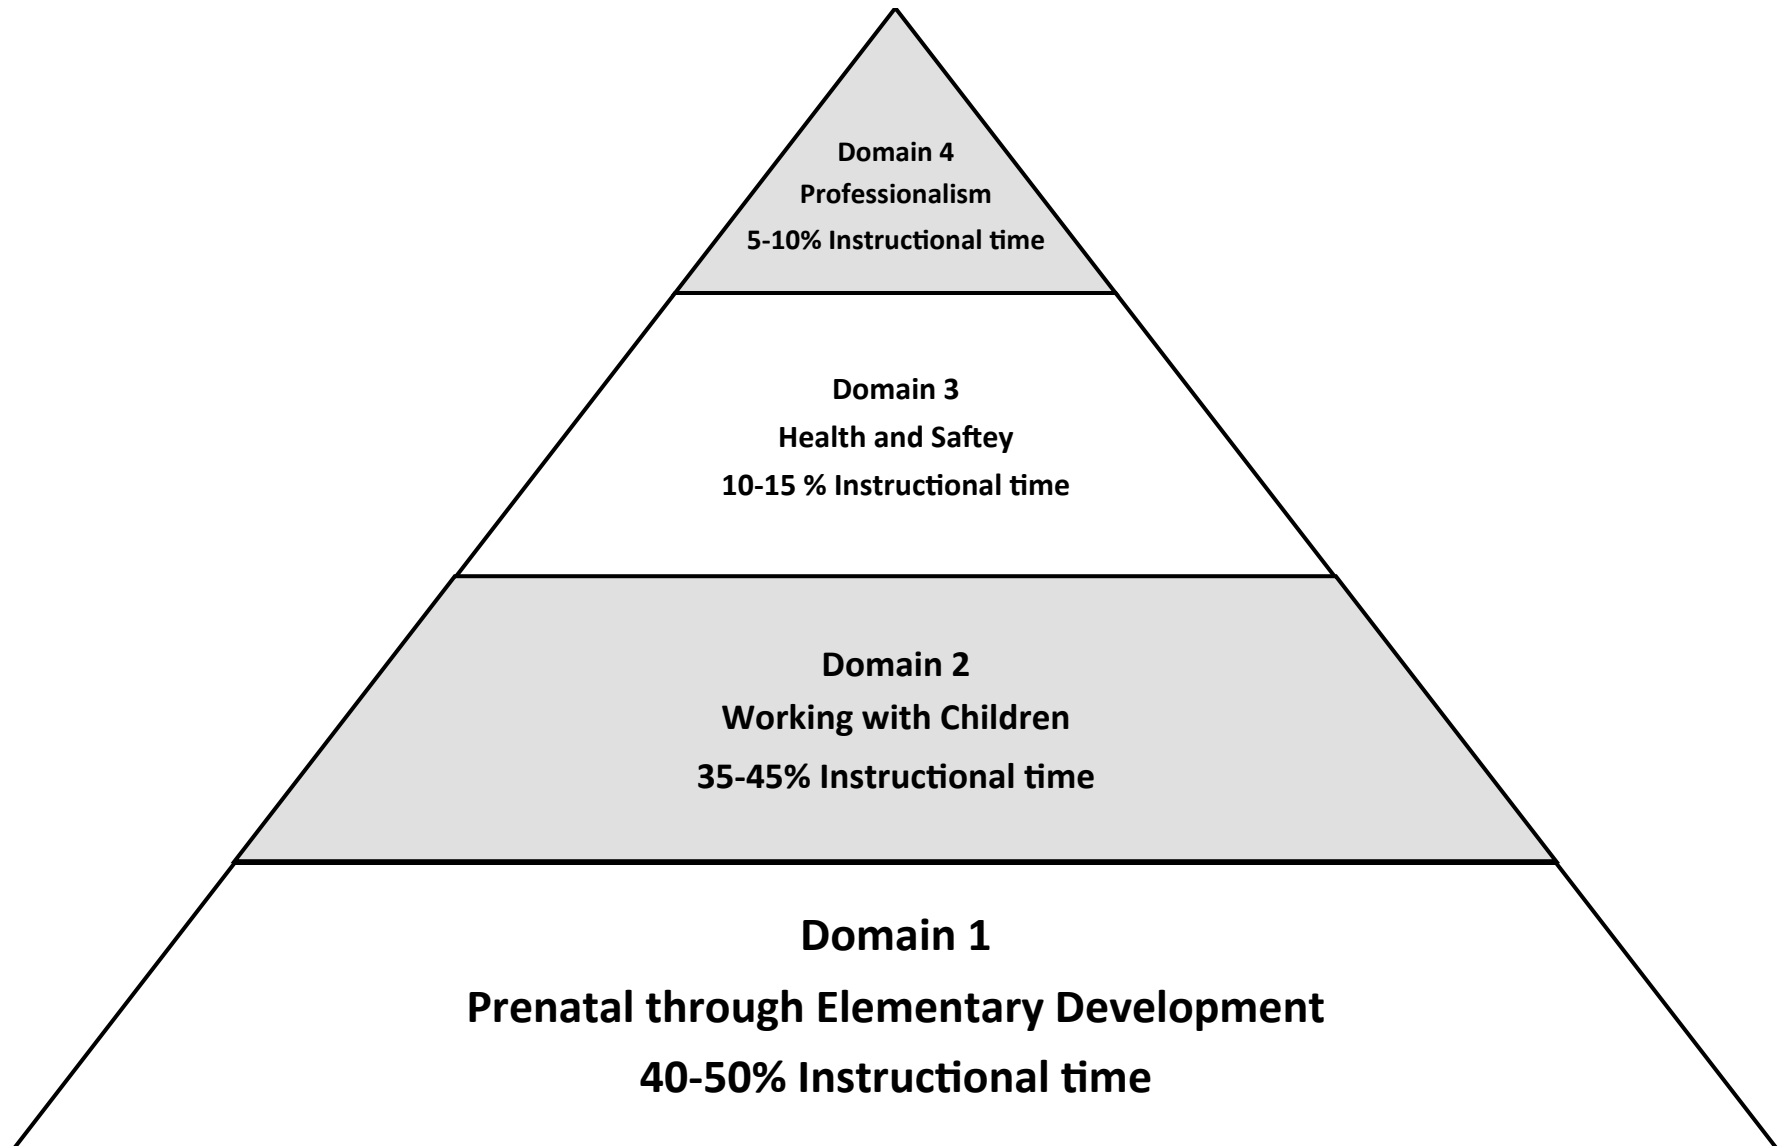 Domain 4
Professionalism
5-10% Instructional time
Domain 3
Health and Saftey
10-15 % Instructional time
Domain 2
Working with Children
35-45% Instructional time
Domain 1
Prenatal through Elementary Development
40-50% Instructional time